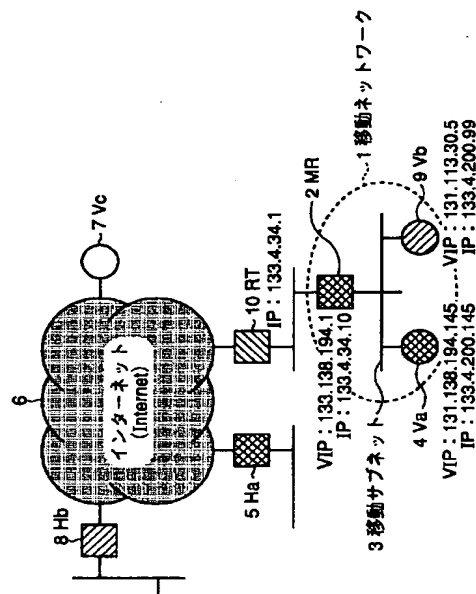 6
インターネット
(Internet)
7 Vc
8 Hb
5 Ha
10 RT
IP : 133.4.34.1
1 移動ネットワーク
2 MR
VIP : 133.138.194.1
IP : 133.4.34.10
3 移動サブネット
4 Va
VIP : 131.138.194.145
IP : 133.4.200.145
9 Vb
VIP : 131.113.30.5
IP : 133.4.200.99